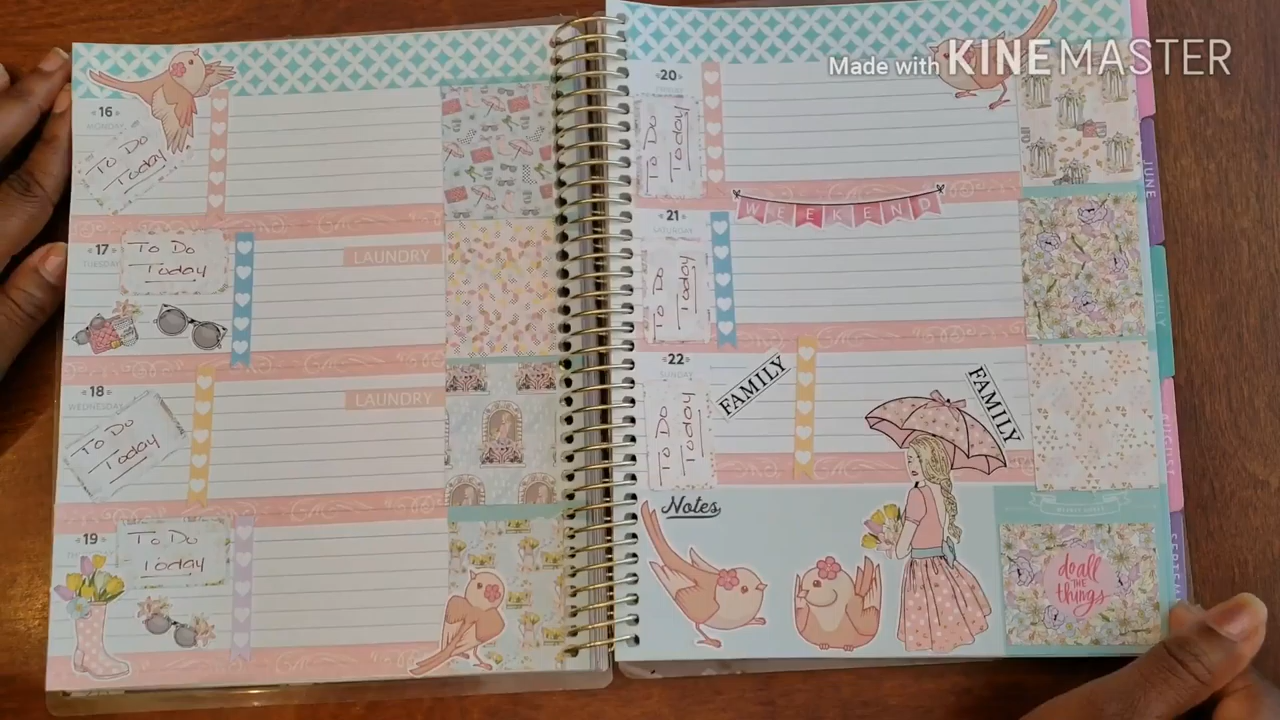 Made with KINEMASTER
16
MONDAY
To Do
Today
17
TUESDAY
To Do
Today
LAUNDRY
18
WEDNESDAY
To Do
Today
LAUNDRY
19
THURSDAY
To Do
Today
20
FRIDAY
To Do
Today
WEEKEND
21
SATURDAY
To Do
Today
22
SUNDAY
To Do
Today
FAMILY
FAMILY
Notes
do all
THE
things
JUNE
JULY
AUGUST